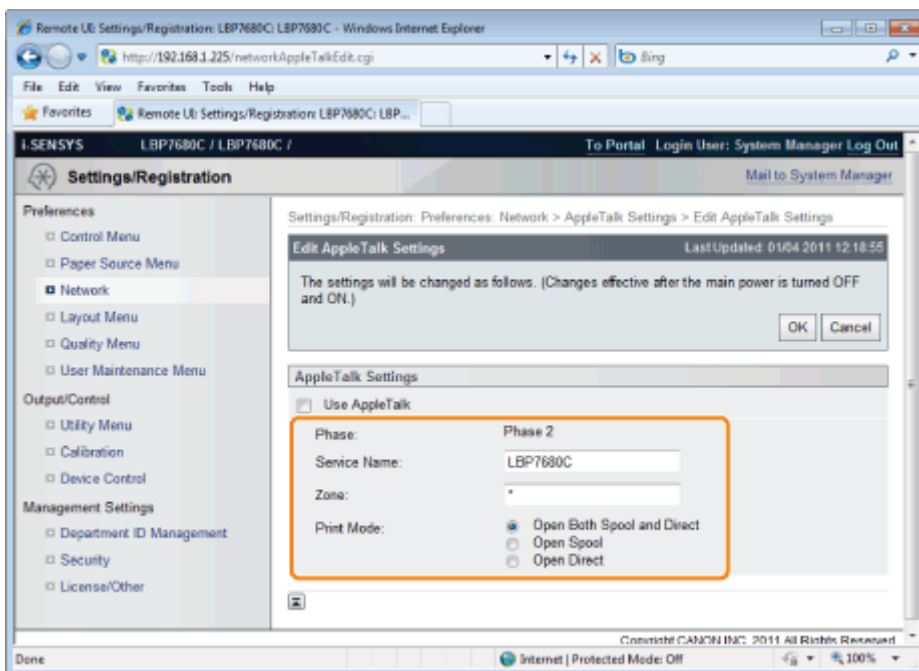 Remote UI: Settings/Registration: LBP7680C: LBP7680C - Windows Internet Explorer
http://192.168.1.225/networkAppleTalkEdit.cgi
Bing
File Edit View Favorites Tools Help
Favorites
Remote UI: Settings/Registration: LBP7680C: LBP...
i-SENSYS LBP7680C / LBP7680C /
To Portal Login User: System Manager Log Out
Settings/Registration
Mail to System Manager
Preferences
Control Menu
Paper Source Menu
Network
Layout Menu
Quality Menu
User Maintenance Menu
Output/Control
Utility Menu
Calibration
Device Control
Management Settings
Department ID Management
Security
License/Other
Settings/Registration: Preferences: Network > AppleTalk Settings > Edit AppleTalk Settings
Edit AppleTalk Settings
Last Updated: 01/04 2011 12:18:55
The settings will be changed as follows. (Changes effective after the main power is turned OFF
and ON.)
OK Cancel
AppleTalk Settings
Use AppleTalk
Phase: Phase 2
Service Name: LBP7680C
Zone: *
Print Mode: Open Both Spool and Direct
Open Spool
Open Direct
Copyright CANON INC. 2011 All Rights Reserved
Done
Internet | Protected Mode: Off
100%